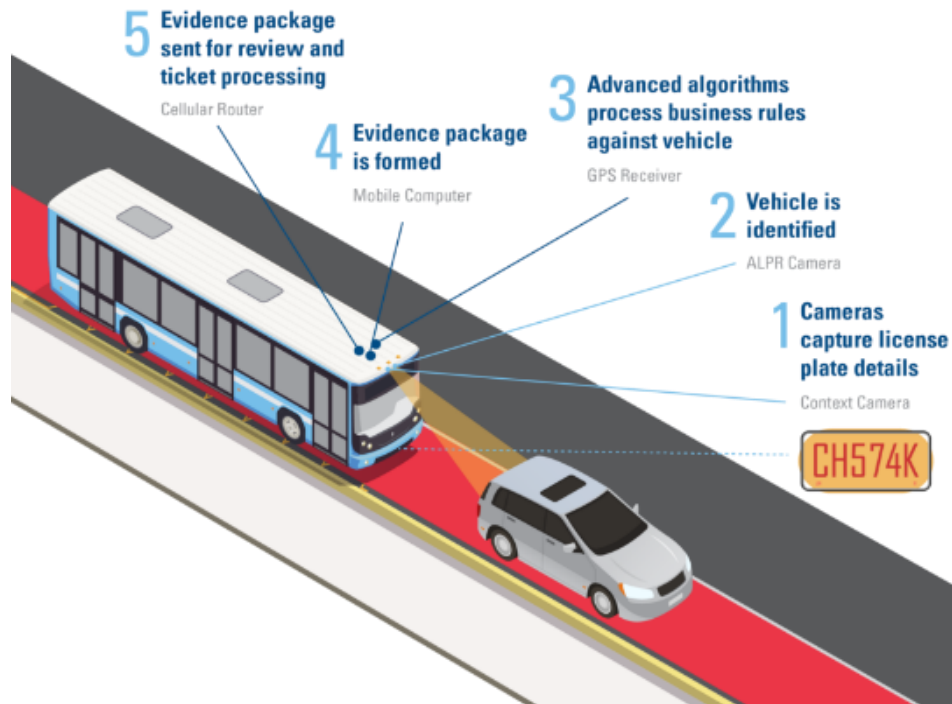 5 Evidence package
sent for review and
ticket processing
Cellular Router
4 Evidence package
is formed
Mobile Computer
3 Advanced algorithms
process business rules
against vehicle
GPS Receiver
2 Vehicle is
identified
ALPR Camera
1 Cameras
capture license
plate details
Context Camera
CH574K